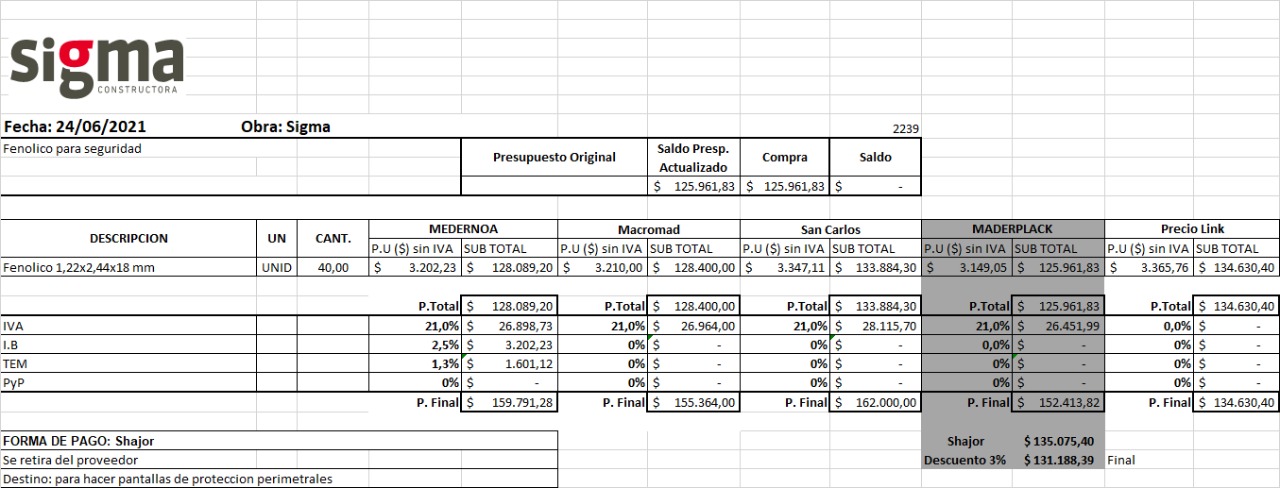 sigma
CONSTRUCTORA
Fecha: 24/06/2021 Obra: Sigma 2239
Fenolico para seguridad Presupuesto Original Saldo Presp. Actualizado Compra Saldo
$ 125.961,83 $ 125.961,83 $ -
DESCRIPCION UN CANT. MEDERNOA Macromad San Carlos MADERPLACK Precio Link
P.U ($) sin IVA SUB TOTAL P.U ($) sin IVA SUB TOTAL P.U ($) sin IVA SUB TOTAL P.U ($) sin IVA SUB TOTAL P.U ($) sin IVA SUB TOTAL
Fenolico 1,22x2,44x18 mm UNID 40,00 $ 3.202,23 $ 128.089,20 $ 3.210,00 $ 128.400,00 $ 3.347,11 $ 133.884,30 $ 3.149,05 $ 125.961,83 $ 3.365,76 $ 134.630,40
P.Total $ 128.089,20 P.Total $ 128.400,00 P.Total $ 133.884,30 P.Total $ 125.961,83 P.Total $ 134.630,40
IVA 21,0% $ 26.898,73 21,0% $ 26.964,00 21,0% $ 28.115,70 21,0% $ 26.451,99 0,0% $ -
I.B 2,5% $ 3.202,23 0% $ - 0% $ - 0,0% $ - 0% $ -
TEM 1,3% $ 1.601,12 0% $ - 0% $ - 0% $ - 0% $ -
PyP 0% $ - 0% $ - 0% $ - 0% $ - 0% $ -
P. Final $ 159.791,28 P. Final $ 155.364,00 P. Final $ 162.000,00 P. Final $ 152.413,82 P. Final $ 134.630,40
FORMA DE PAGO: Shajor Shajor $ 135.075,40
Se retira del proveedor Descuento 3% $ 131.188,39 Final
Destino: para hacer pantallas de proteccion perimetrales